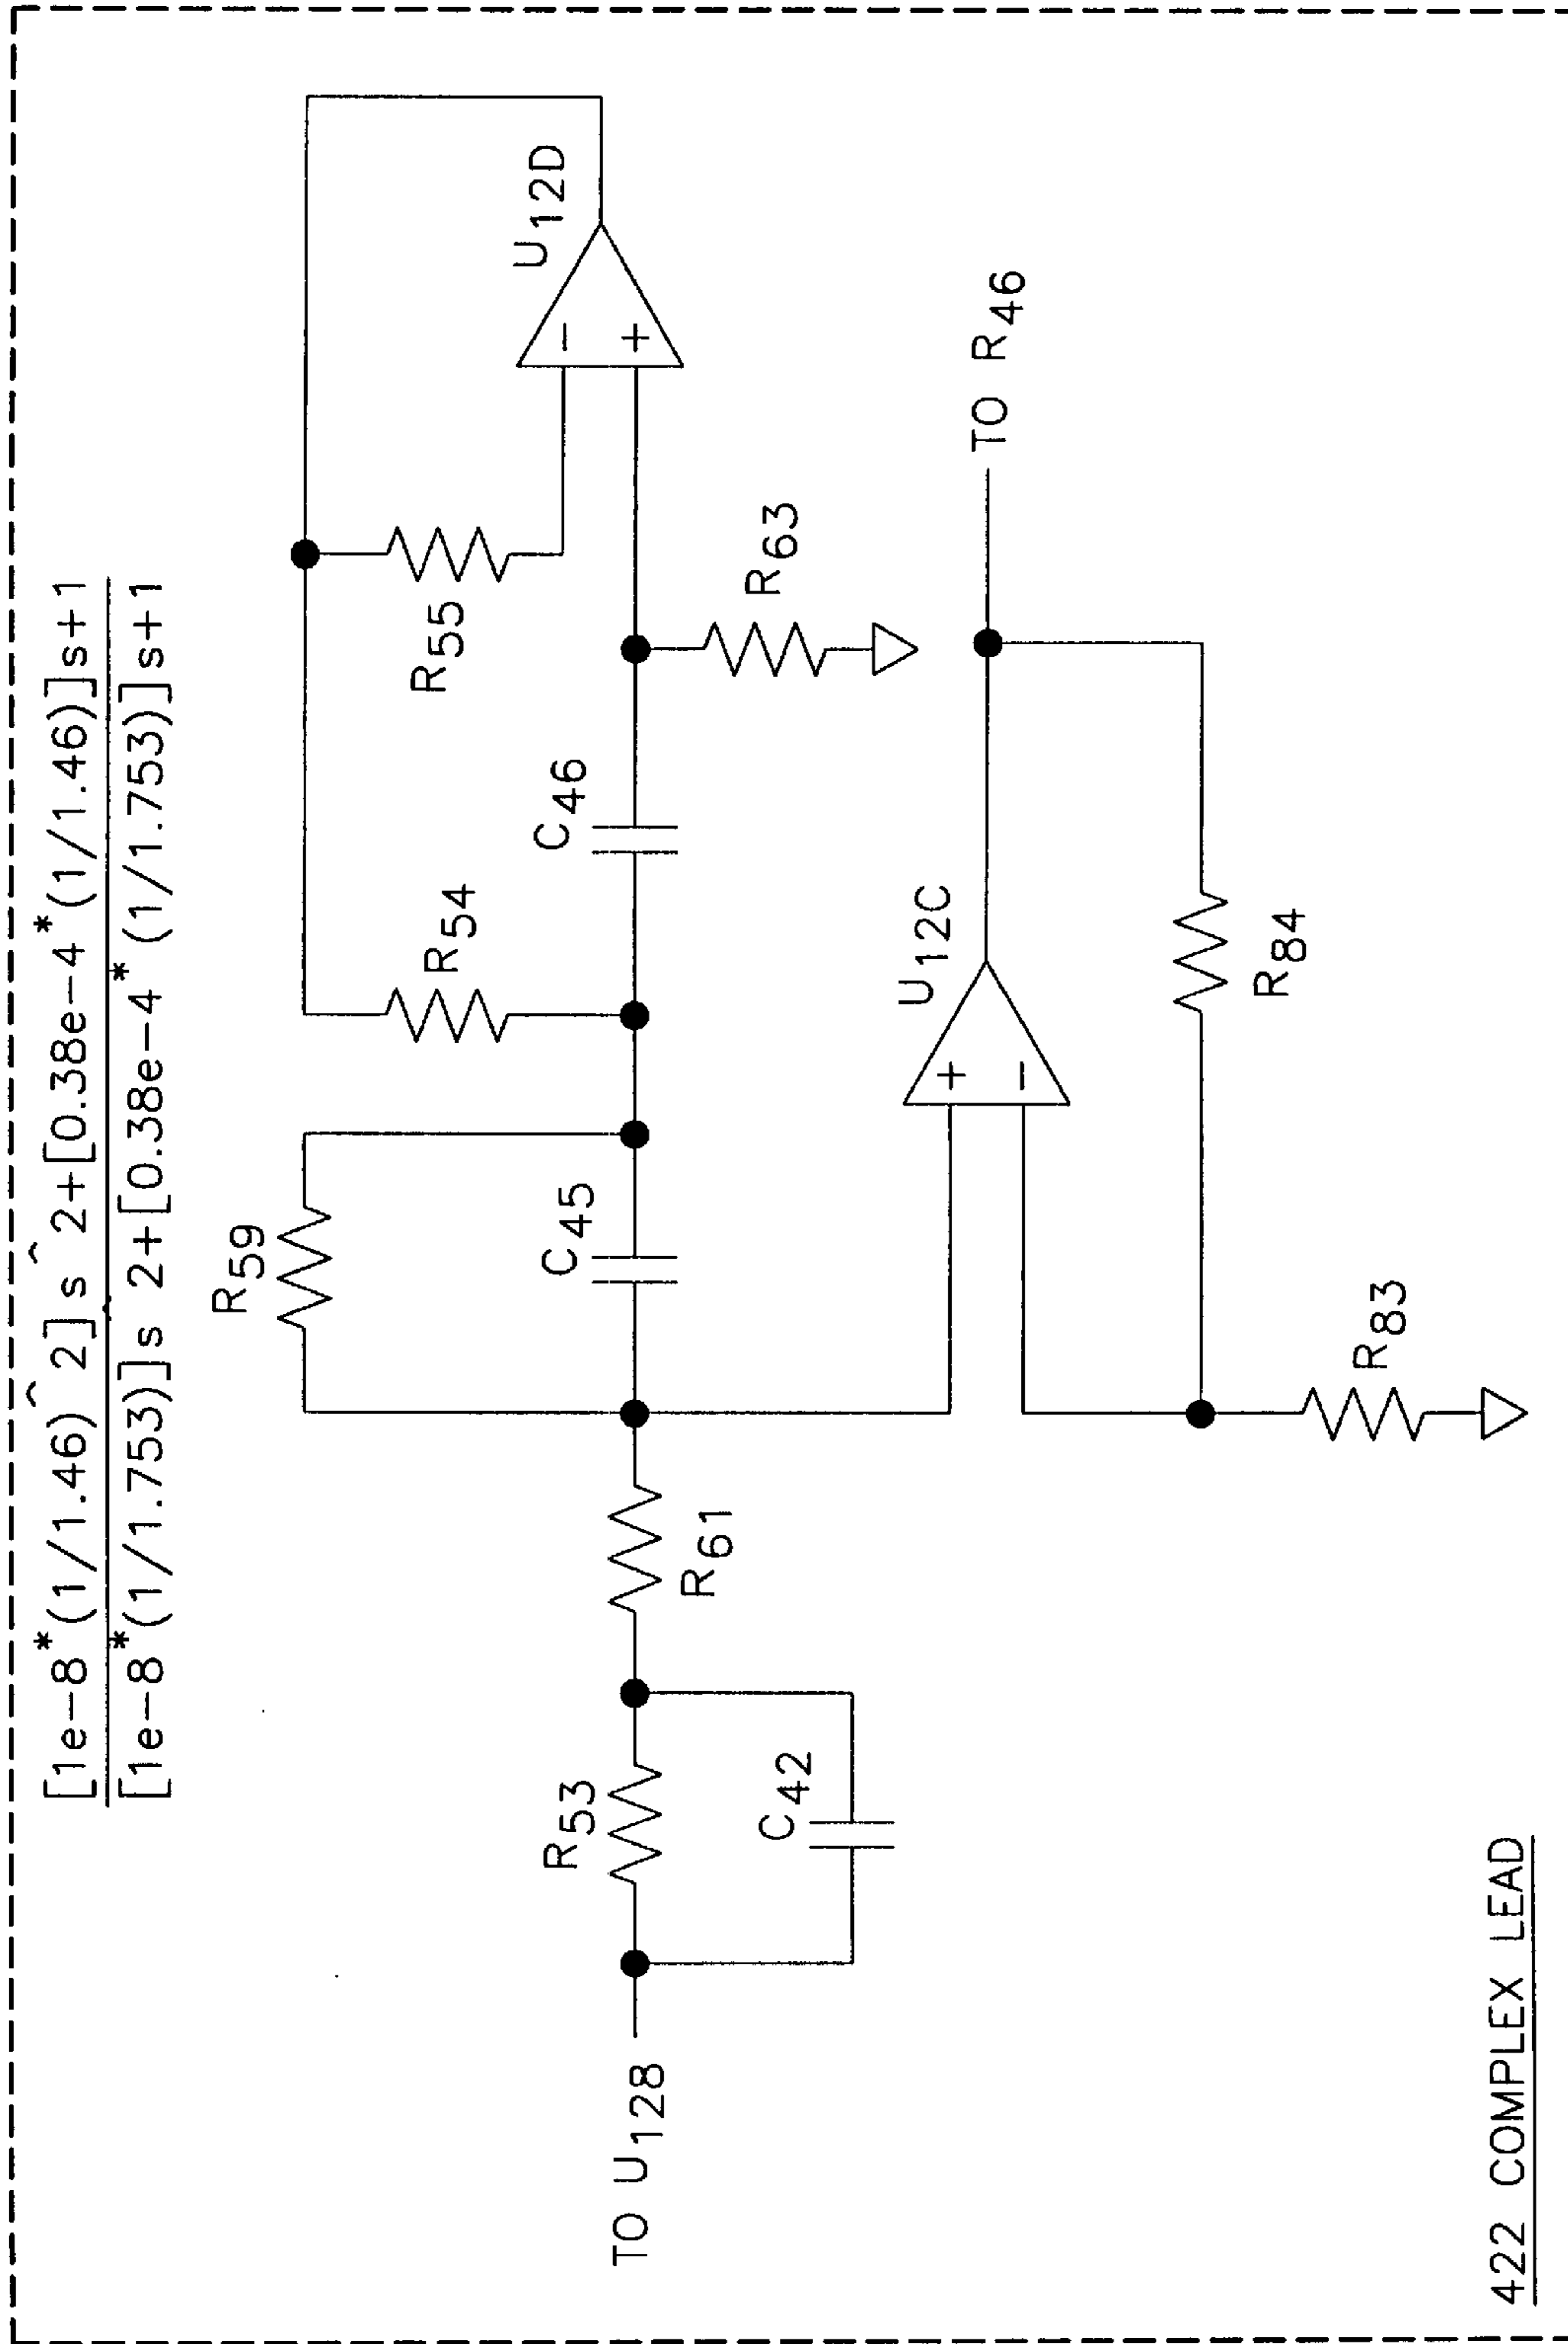 [1e-8*(1/1.46)^2]s^2+[0.38e-4*(1/1.46)]s+1
[1e-8*(1/1.753)]s^2+[0.38e-4*(1/1.753)]s+1
R59
C45
R54
R55
U12D
-
+
C46
R63
TO U128
R53
C42
R61
U12C
+
-
TO R46
R84
R83
422 COMPLEX LEAD